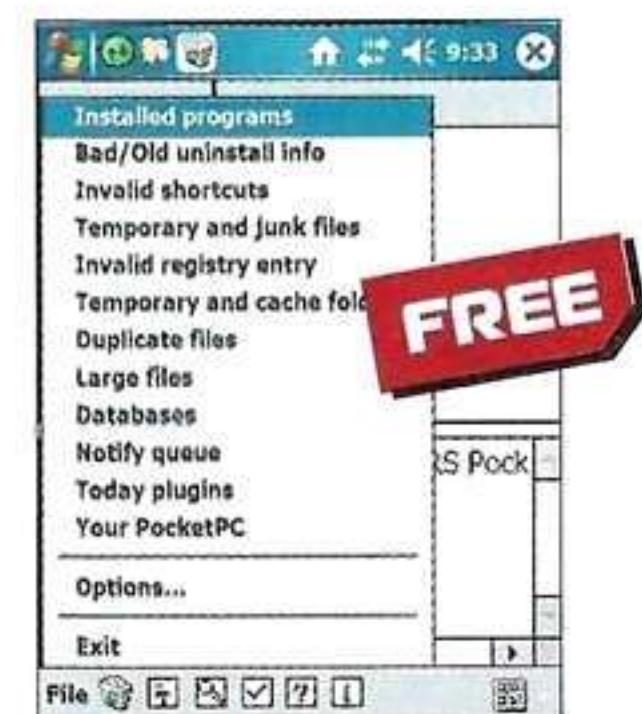 9:33
Installed programs
Bad/Old uninstall info
Invalid shortcuts
Temporary and junk files
Invalid registry entry
Temporary and cache fol
FREE
Duplicate files
Large files
Databases
Notify queue
RS Pock
Today plugins
Your PocketPC
Options...
Exit
File